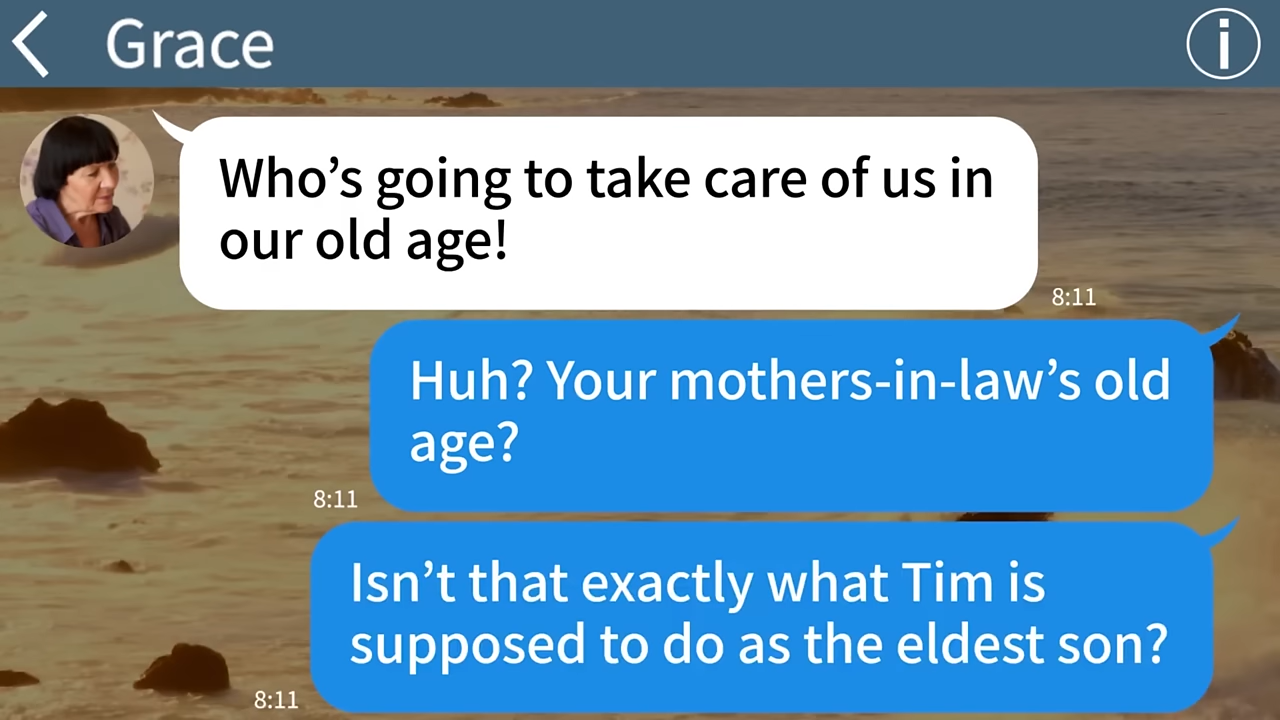 Grace
Who's going to take care of us in
our old age!
8:11
Huh? Your mothers-in-law's old
age?
8:11
Isn't that exactly what Tim is
supposed to do as the eldest son?
8:11